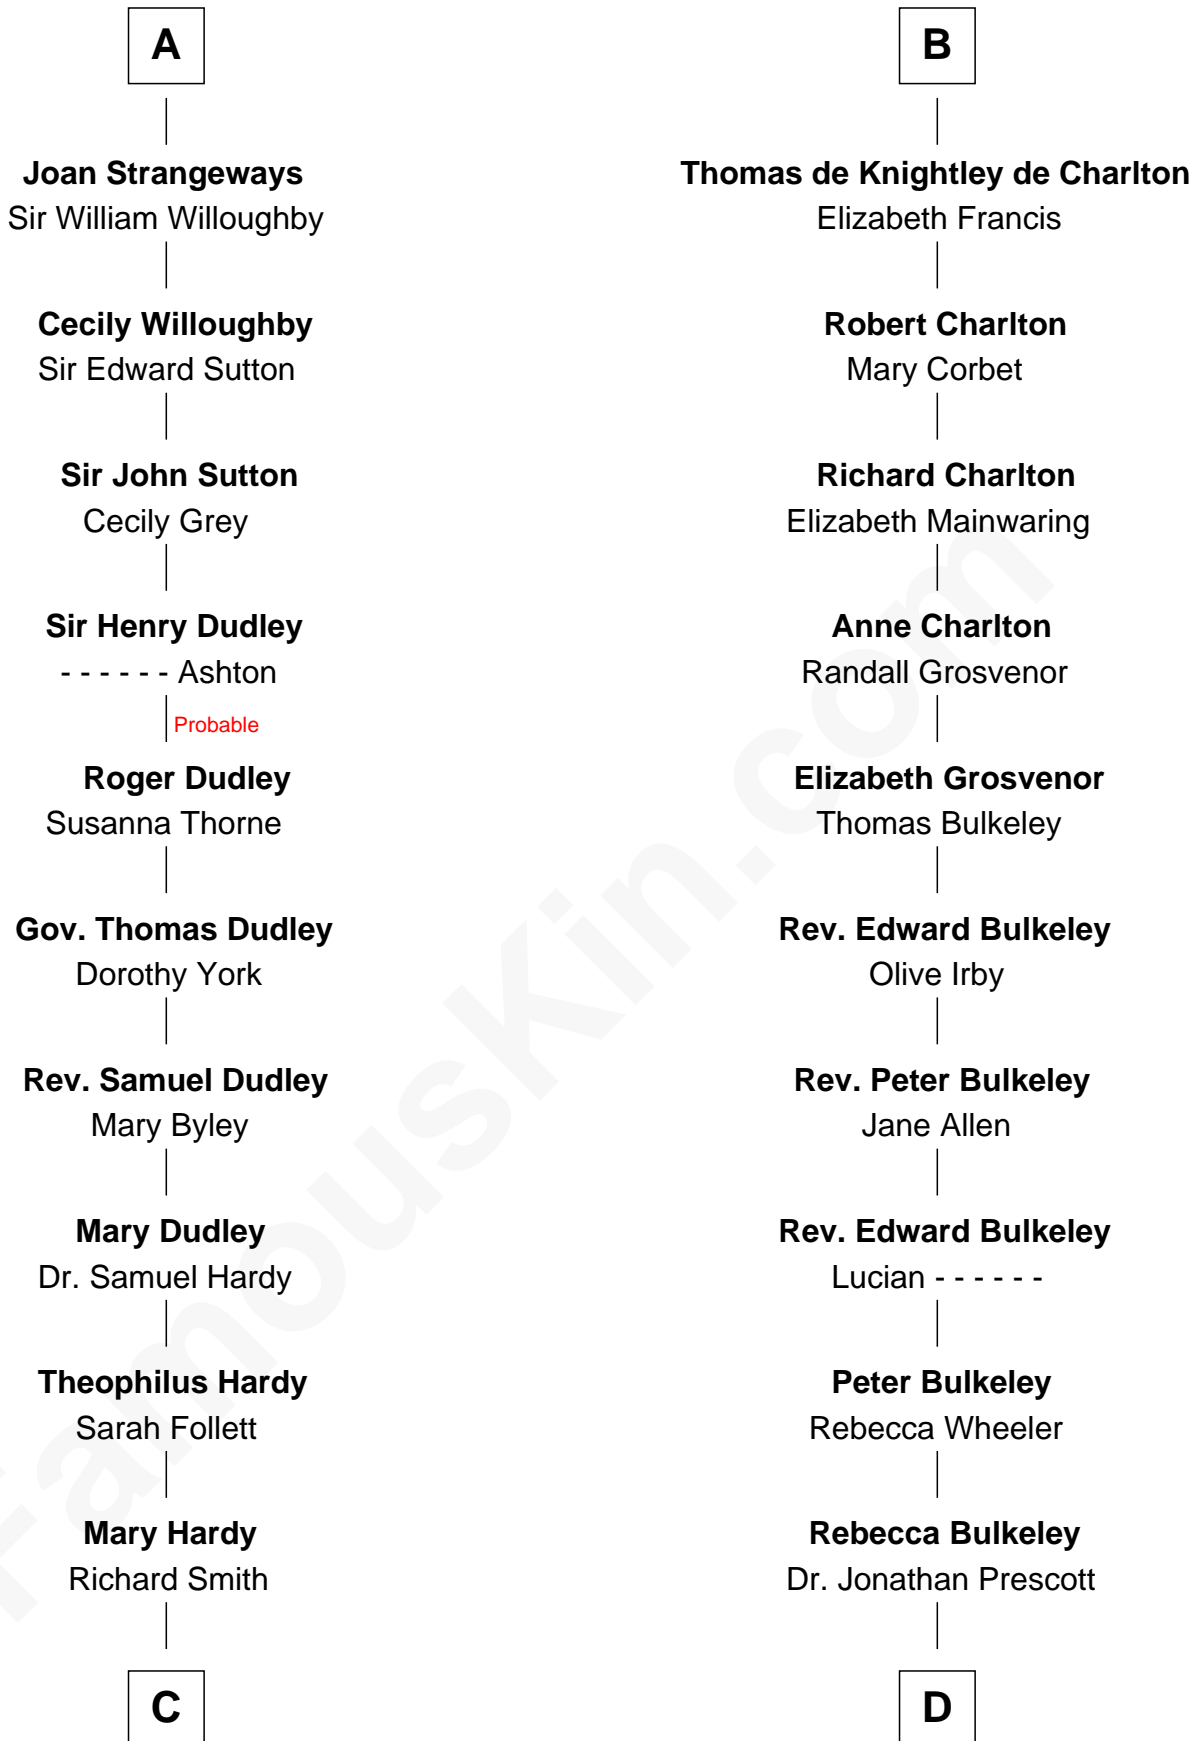 A
Joan Strangeways
Sir William Willoughby
Cecily Willoughby
Sir Edward Sutton
Sir John Sutton
Cecily Grey
Sir Henry Dudley
- - - - - - Ashton
Probable
Roger Dudley
Susanna Thorne
Gov. Thomas Dudley
Dorothy York
Rev. Samuel Dudley
Mary Byley
Mary Dudley
Dr. Samuel Hardy
Theophilus Hardy
Sarah Follett
Mary Hardy
Richard Smith
C
B
Thomas de Knightley de Charlton
Elizabeth Francis
Robert Charlton
Mary Corbet
Richard Charlton
Elizabeth Mainwaring
Anne Charlton
Randall Grosvenor
Elizabeth Grosvenor
Thomas Bulkeley
Rev. Edward Bulkeley
Olive Irby
Rev. Peter Bulkeley
Jane Allen
Rev. Edward Bulkeley
Lucian - - - - - -
Peter Bulkeley
Rebecca Wheeler
Rebecca Bulkeley
Dr. Jonathan Prescott
D
FamousKin.com